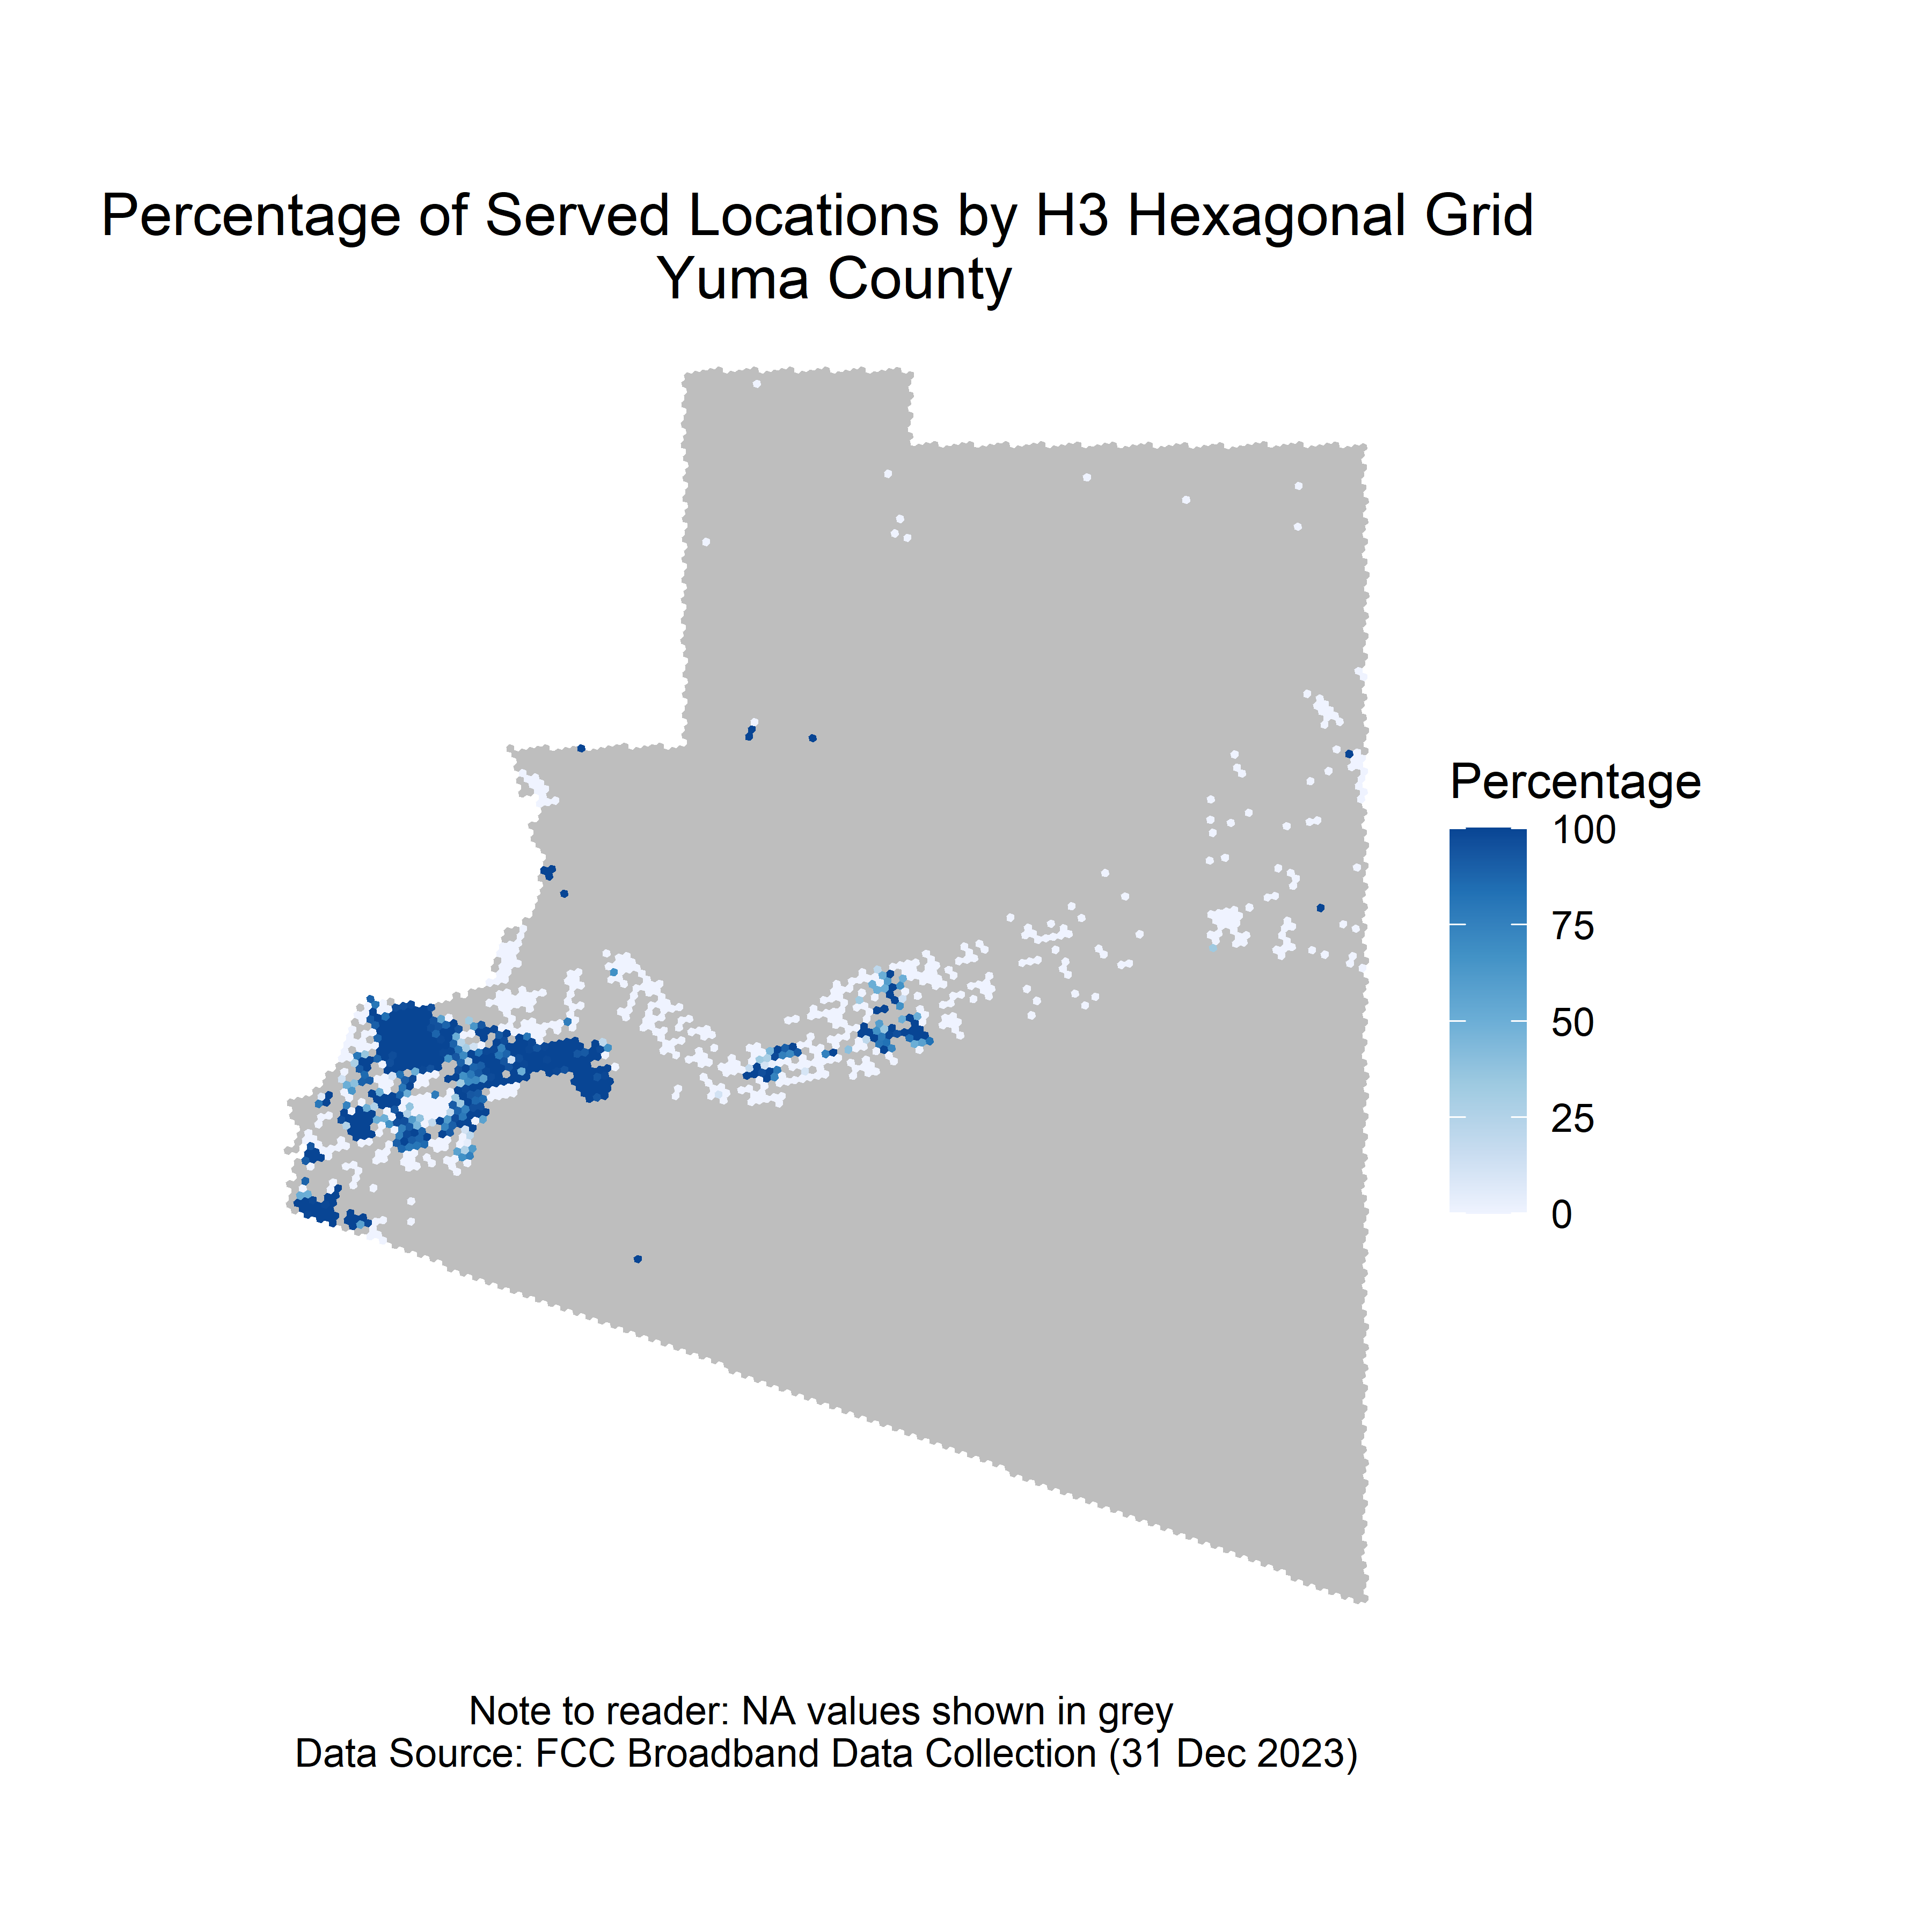 Percentage of Served Locations by H3 Hexagonal Grid
Yuma County
Percentage
100
75
50
25
0
Note to reader: NA values shown in grey
Data Source: FCC Broadband Data Collection (31 Dec 2023)